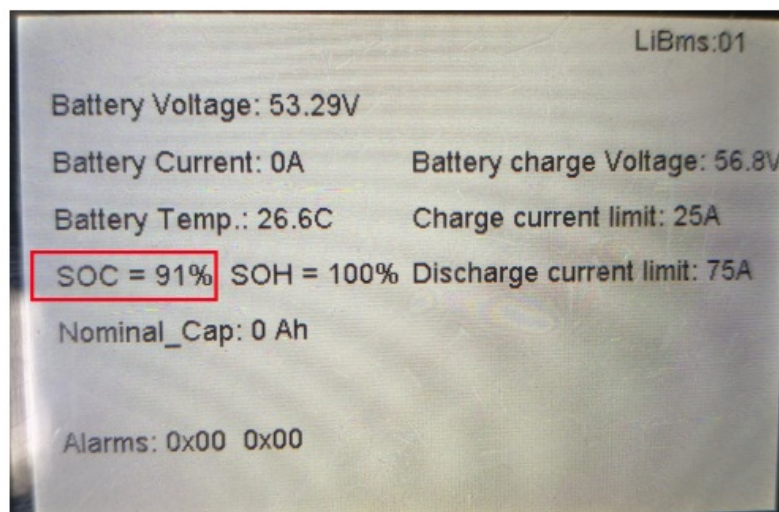 LiBms:01
Battery Voltage: 53.29V
Battery Current: 0A Battery charge Voltage: 56.8V
Battery Temp.: 26.6C Charge current limit: 25A
SOC = 91% SOH = 100% Discharge current limit: 75A
Nominal_Cap: 0 Ah
Alarms: 0x00 0x00